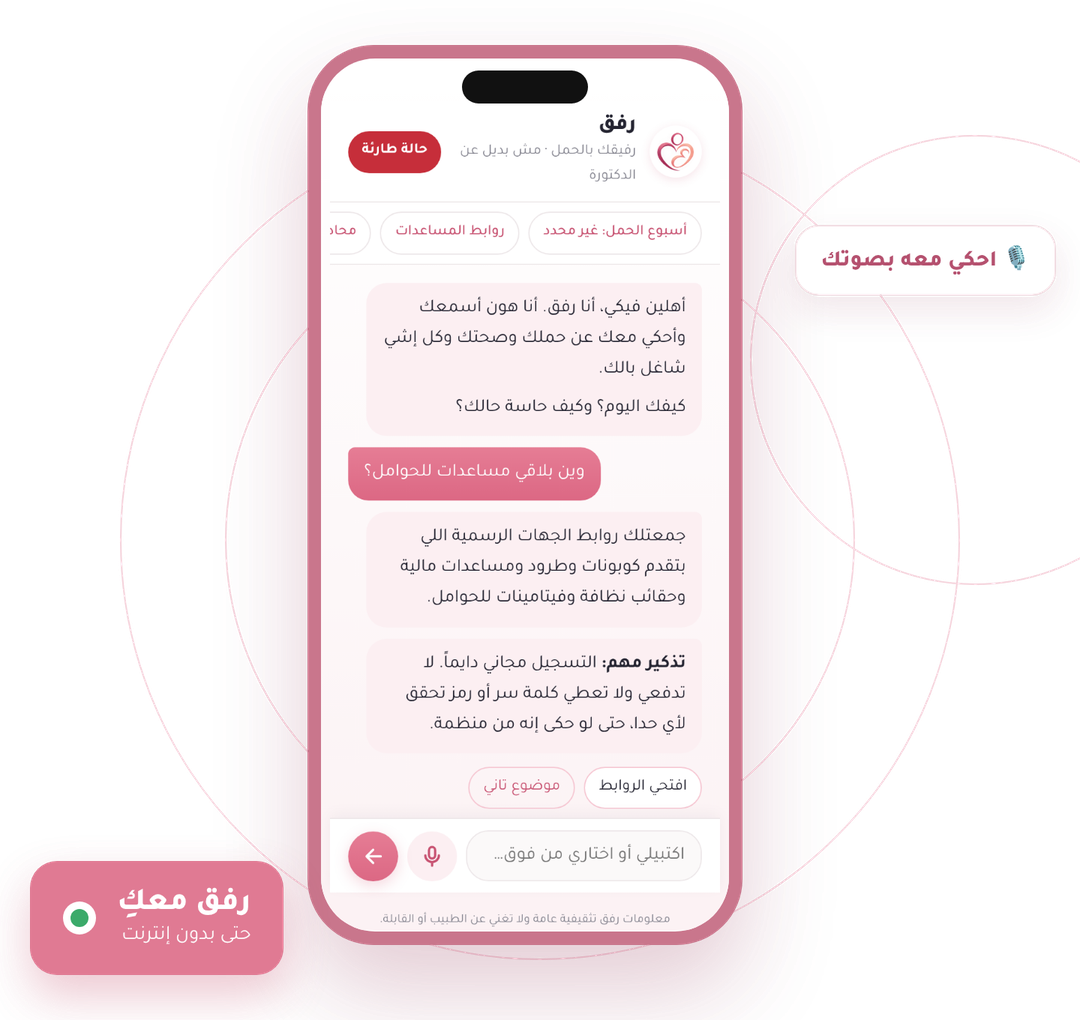 رفق
رفيقك بالحمل · مش بديل عن
الدكتورة
حالة طارئة
أسبوع الحمل: غير محدد
روابط المساعدات
🎙️ احكي معه بصوتك
أهلين فيكي، أنا رفق. أنا هون أسمعك
وأحكي معك عن حملك وصحتك وكل إشي
شاغل بالك.
كيفك اليوم؟ وكيف حاسة حالك؟
وين بلاقي مساعدات للحوامل؟
جمعتلك روابط الجهات الرسمية اللي
بتقدم كوبونات وطرود ومساعدات مالية
وحقائب نظافة وفيتامينات للحوامل.
تذكير مهم: التسجيل مجاني دايماً. لا
تدفعي ولا تعطي كلمة سر أو رمز تحقق
لأي حدا، حتى لو حكى إنه من منظمة.
افتحي الروابط
موضوع تاني
اكتبيلي أو اختاري من فوق...
معلومات رفق تثقيفية عامة ولا تغني عن الطبيب أو القابلة.
رفق معكِ
حتى بدون إنترنت